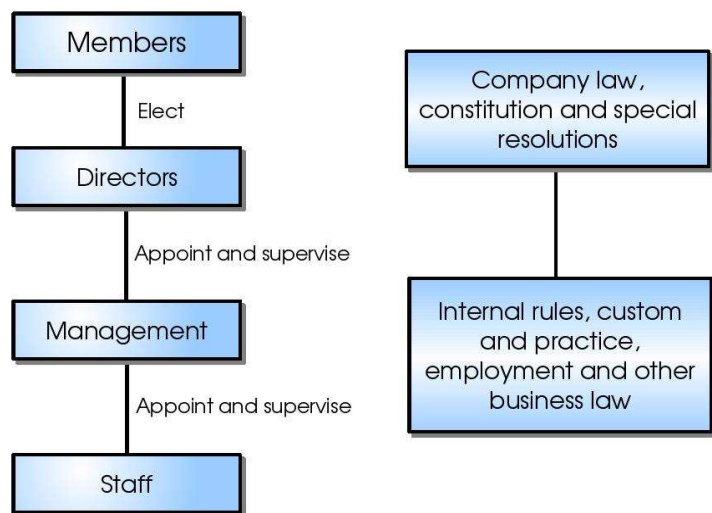 Members
Elect
Directors
Appoint and supervise
Management
Appoint and supervise
Staff
Company law,
constitution and special
resolutions
Internal rules, custom
and practice,
employment and other
business law